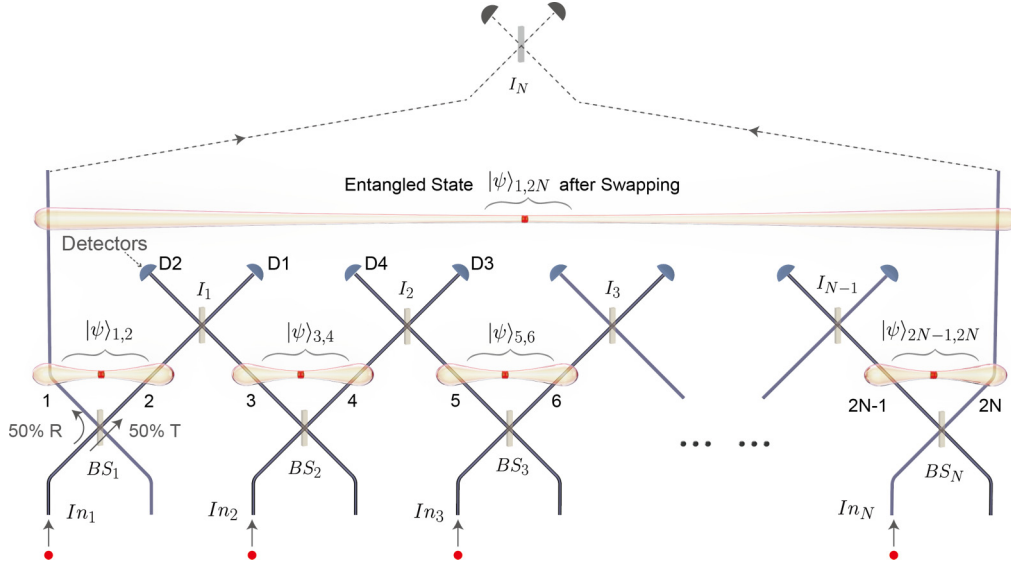 I_N
Entangled State |ψ⟩_{1,2N} after Swapping
Detectors
D2 D1 D4 D3
I_1 I_2 I_3 I_{N−1}
|ψ⟩_{1,2} |ψ⟩_{3,4} |ψ⟩_{5,6} |ψ⟩_{2N−1,2N}
1 2 3 4 5 6 2N-1 2N
50% R 50% T
BS_1 BS_2 BS_3 BS_N
In_1 In_2 In_3 In_N